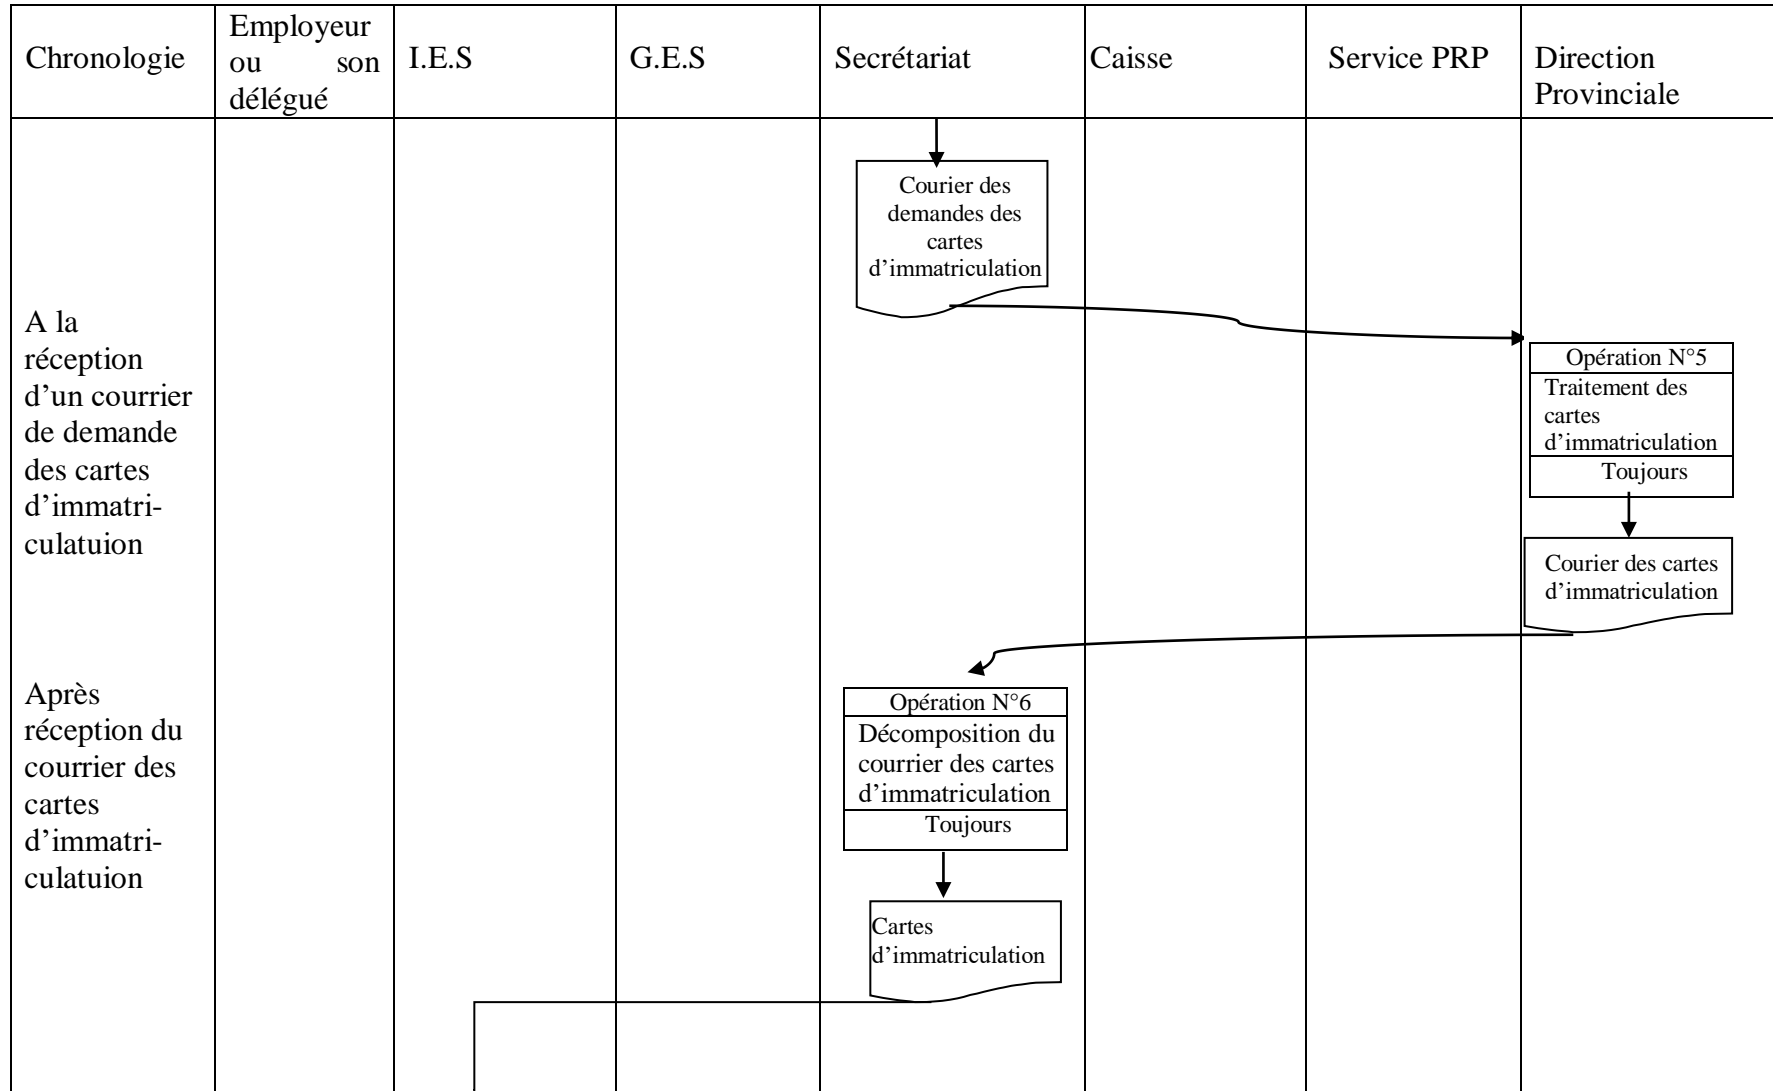 Chronologie
Employeur
ou son
délégué
I.E.S
G.E.S
Secrétariat
Caisse
Service PRP
Direction
Provinciale
A la
réception
d’un courrier
de demande
des cartes
d’immatri-
culatuion
Courier des
demandes des
cartes
d’immatriculation
Opération N°5
Traitement des
cartes
d’immatriculation
Toujours
Courier des cartes
d’immatriculation
Après
réception du
courrier des
cartes
d’immatri-
culatuion
Opération N°6
Décomposition du
courrier des cartes
d’immatriculation
Toujours
Cartes
d’immatriculation